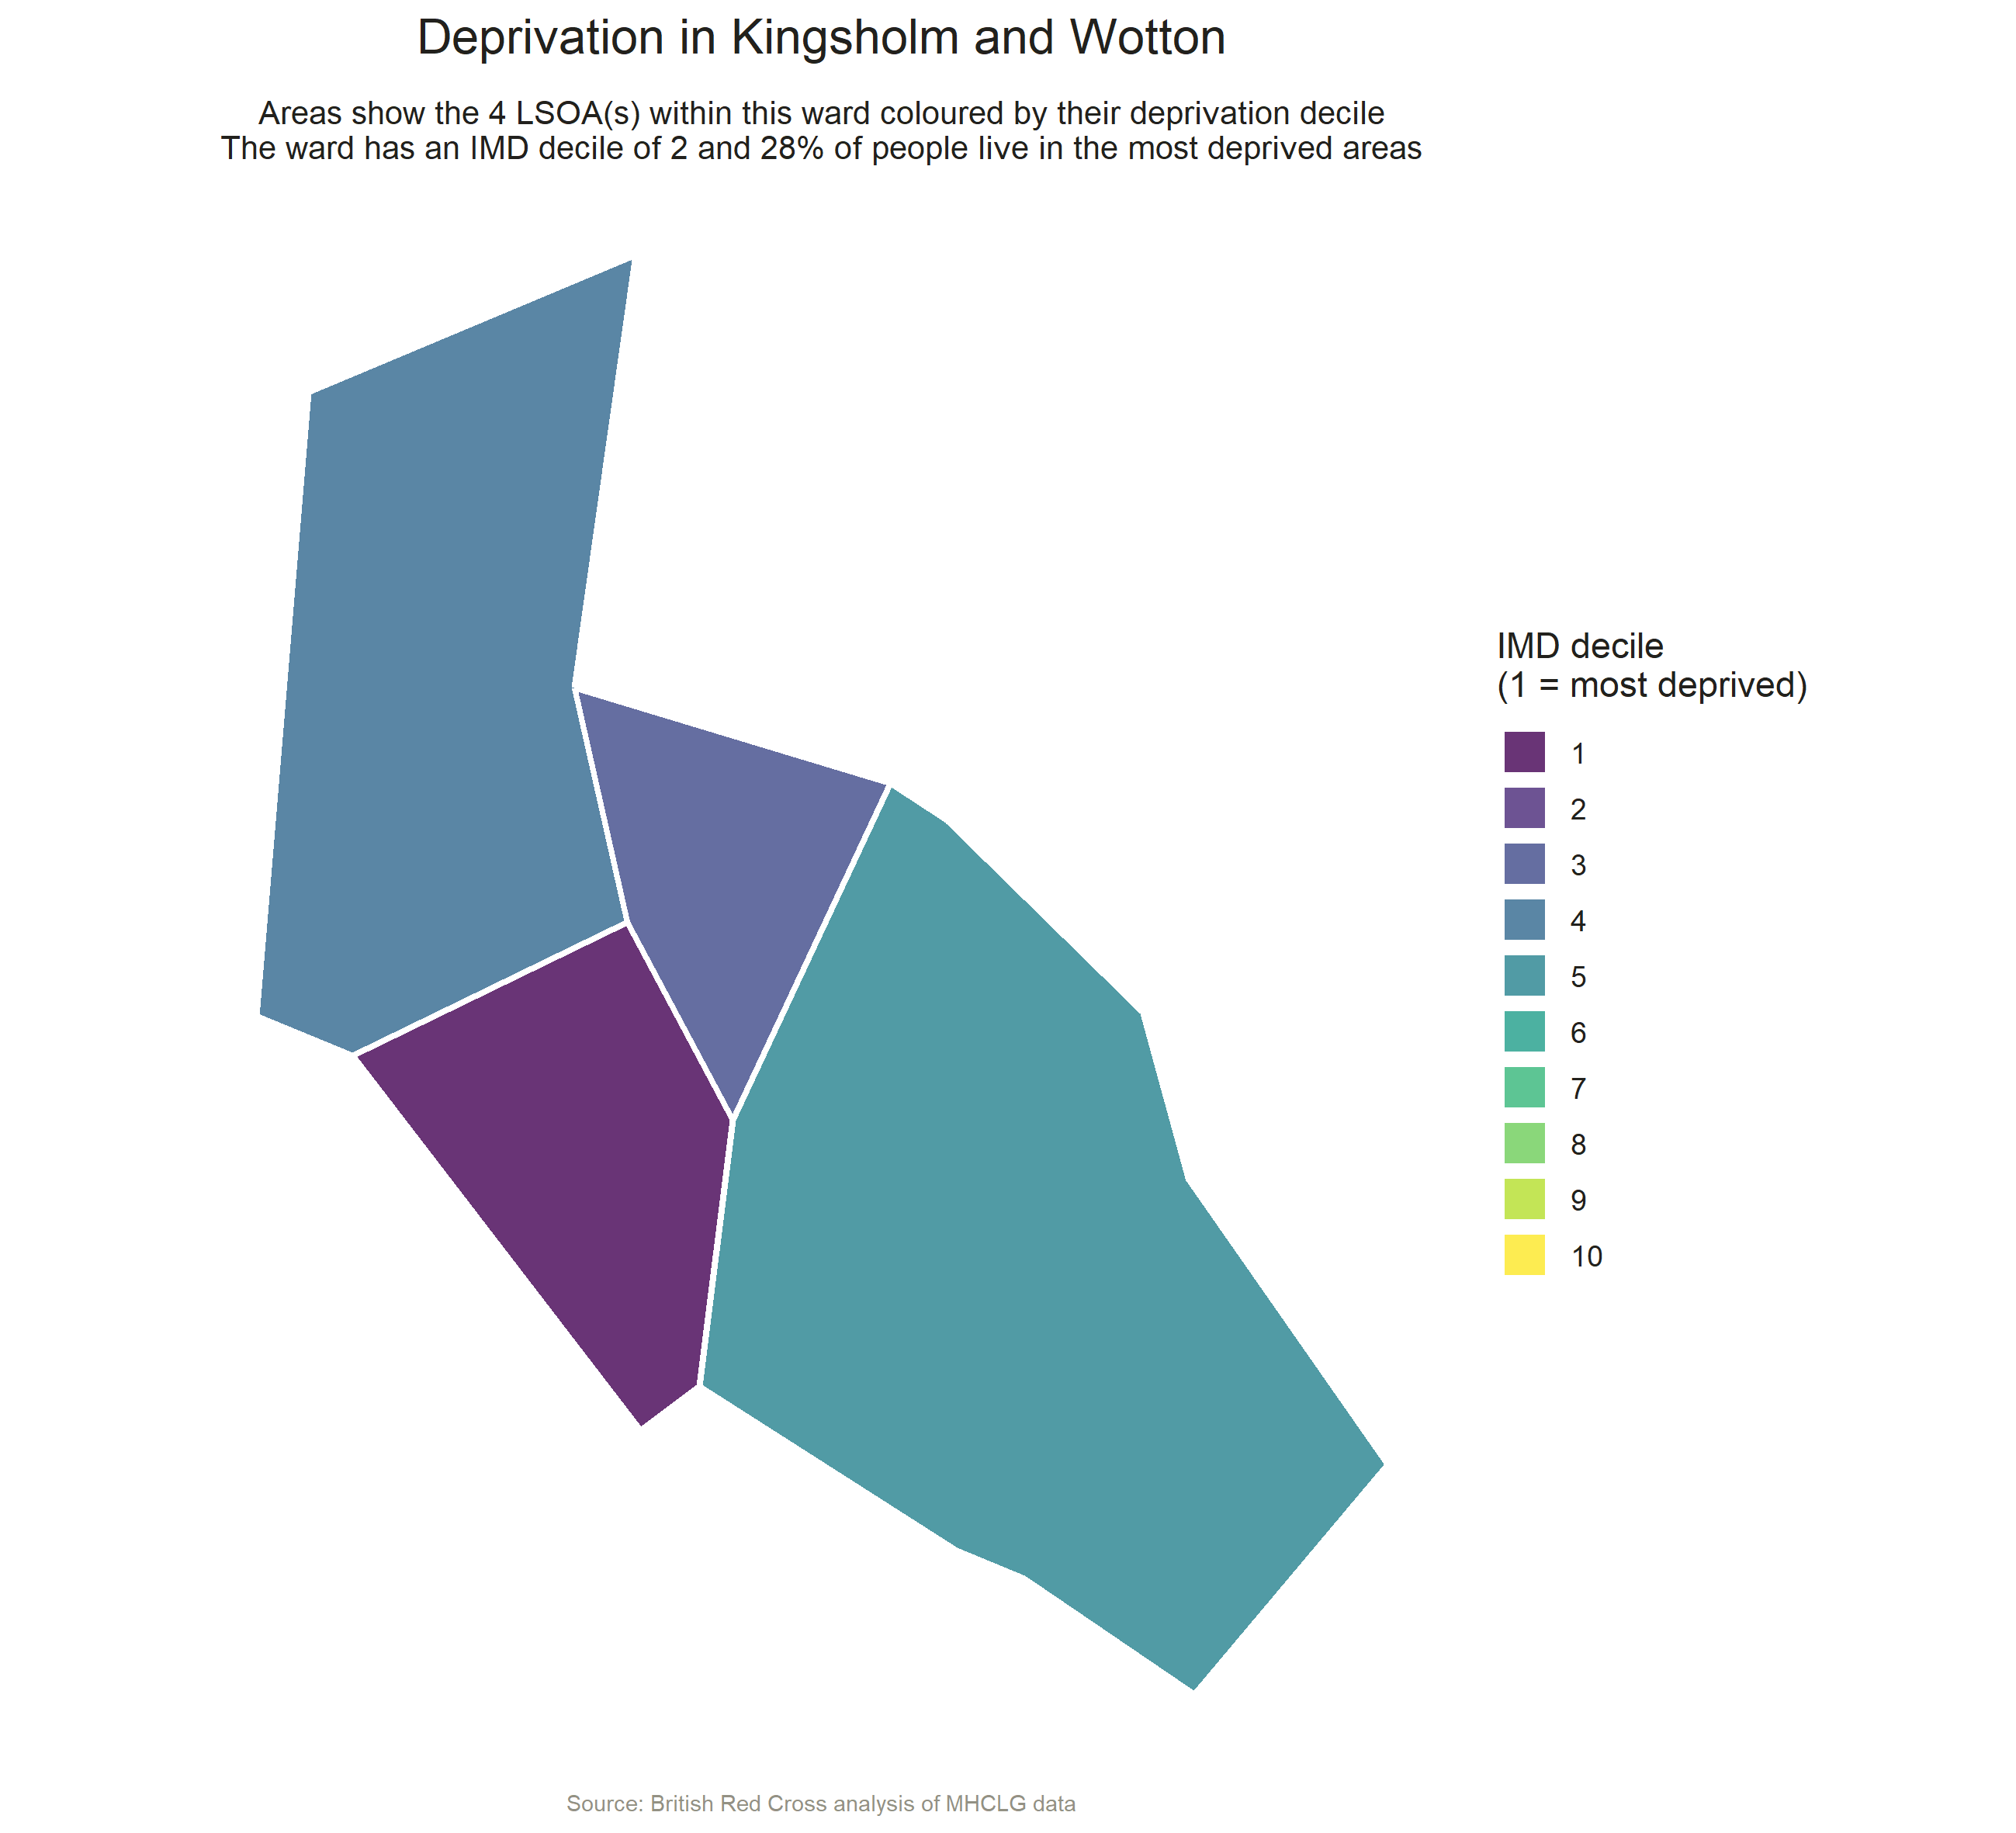 Deprivation in Kingsholm and Wotton
Areas show the 4 LSOA(s) within this ward coloured by their deprivation decile
The ward has an IMD decile of 2 and 28% of people live in the most deprived areas
IMD decile
(1 = most deprived)
1
2
3
4
5
6
7
8
9
10
Source: British Red Cross analysis of MHCLG data